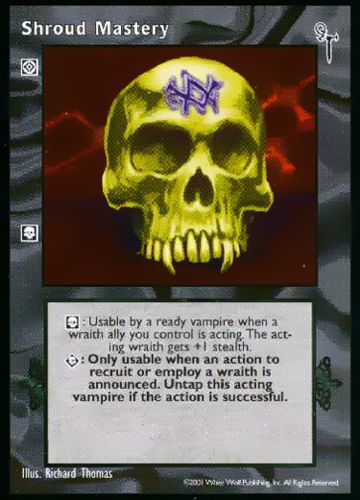 Shroud Mastery
: Usable by a ready vampire when a
wraith ally you control is acting. The act-
ing wraith gets +1 stealth.
: Only usable when an action to
recruit or employ a wraith is
announced. Untap this acting
vampire if the action is successful.
Illus. Richard Thomas
©2001 White Wolf Publishing, Inc. All Rights Reserved.